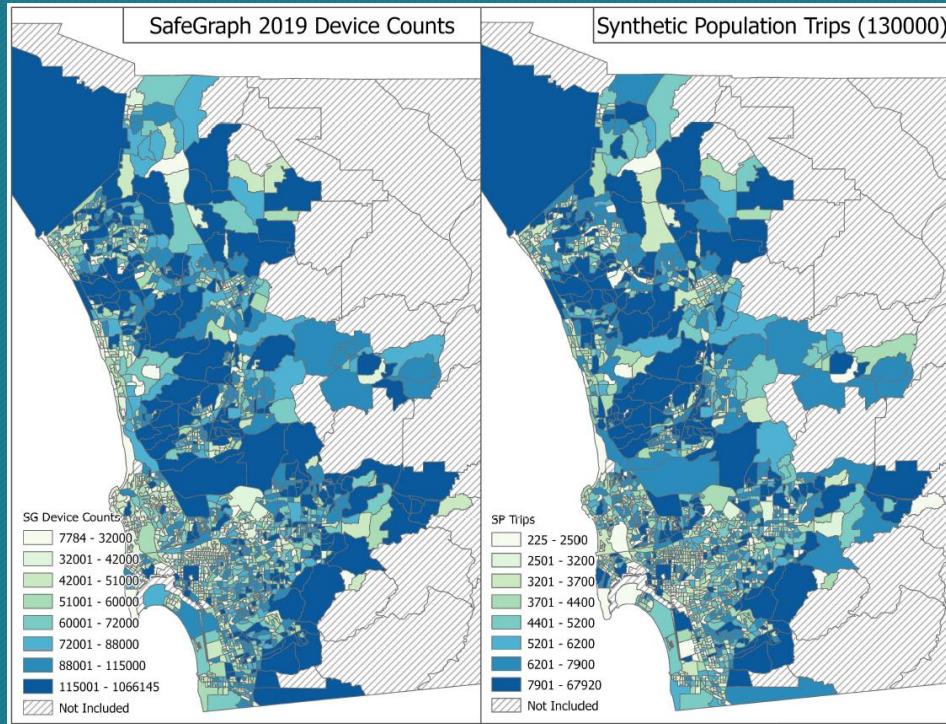 SafeGraph 2019 Device Counts
SG Device Counts
7784 - 32000
32001 - 42000
42001 - 51000
51001 - 60000
60001 - 72000
72001 - 88000
88001 - 115000
115001 - 1066145
Not Included
Synthetic Population Trips (130000)
SP Trips
225 - 2500
2501 - 3200
3201 - 3700
3701 - 4400
4401 - 5200
5201 - 6200
6201 - 7900
7901 - 67920
Not Included